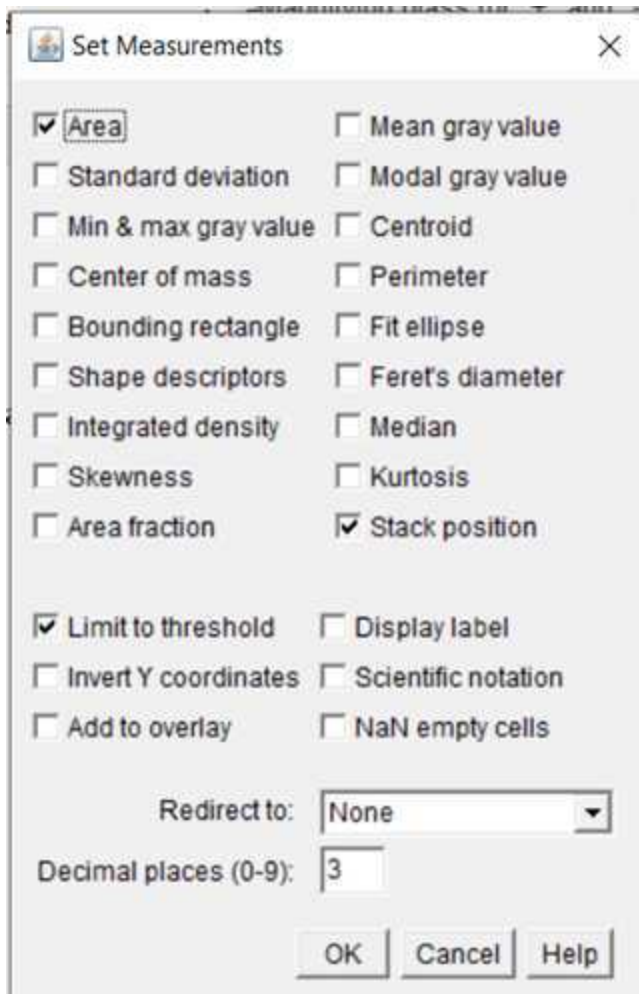 Set Measurements
Area Mean gray value
Standard deviation Modal gray value
Min & max gray value Centroid
Center of mass Perimeter
Bounding rectangle Fit ellipse
Shape descriptors Feret's diameter
Integrated density Median
Skewness Kurtosis
Area fraction Stack position
Limit to threshold Display label
Invert Y coordinates Scientific notation
Add to overlay NaN empty cells
Redirect to: None
Decimal places (0-9): 3
OK Cancel Help